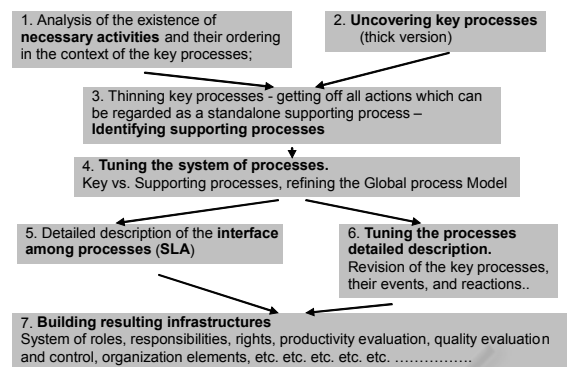 1. Analysis of the existence of
necessary activities and their ordering
in the context of the key processes;
2. Uncovering key processes
(thick version)
3. Thinning key processes - getting off all actions which can
be regarded as a standalone supporting process –
Identifying supporting processes
4. Tuning the system of processes.
Key vs. Supporting processes, refining the Global process Model
5. Detailed description of the interface
among processes (SLA)
6. Tuning the processes
detailed description.
Revision of the key processes,
their events, and reactions..
7. Building resulting infrastructures
System of roles, responsibilities, rights, productivity evaluation, quality evaluation
and control, organization elements, etc. etc. etc. etc. etc. ……………..